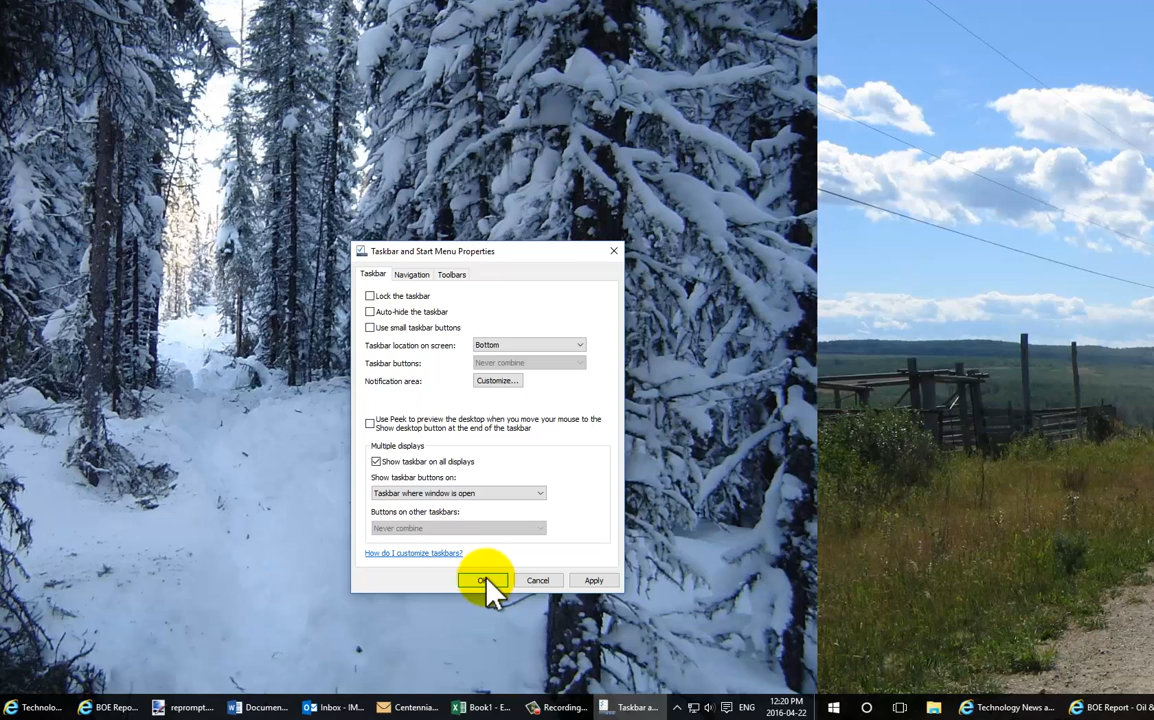 Taskbar and Start Menu Properties
Taskbar
Navigation
Toolbars
Lock the taskbar
Auto-hide the taskbar
Use small taskbar buttons
Taskbar location on screen:
Bottom
Taskbar buttons:
Never combine
Notification area:
Customize...
Use Peek to preview the desktop when you move your mouse to the
Show desktop button at the end of the taskbar
Multiple displays
Show taskbar on all displays
Show taskbar buttons on:
Taskbar where window is open
Buttons on other taskbars:
Never combine
How do I customize taskbars?
Cancel
Apply
Technolo...
BOE Repo...
reprompt....
Documen...
Inbox - IM...
Centennia...
Book1 - E...
Recording...
Taskbar a...
ENG
12:20 PM
2016-04-22
Technology News a...
BOE Report - Oil &